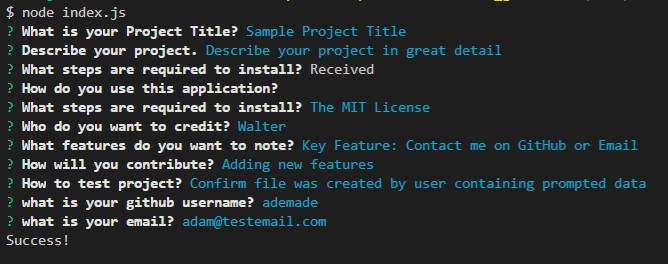 $ node index.js
? What is your Project Title? Sample Project Title
? Describe your project. Describe your project in great detail
? What steps are required to install? Received
? How do you use this application?
? What steps are required to install? The MIT License
? Who do you want to credit? Walter
? What features do you want to note? Key Feature: Contact me on GitHub or Email
? How will you contribute? Adding new features
? How to test project? Confirm file was created by user containing prompted data
? what is your github username? ademade
? what is your email? adam@testemail.com
Success!